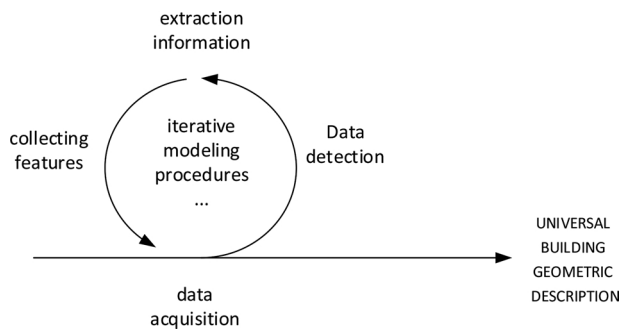 extraction
information
collecting
features
iterative
modeling
procedures
...
Data
detection
UNIVERSAL
BUILDING
GEOMETRIC
DESCRIPTION
data
acquisition